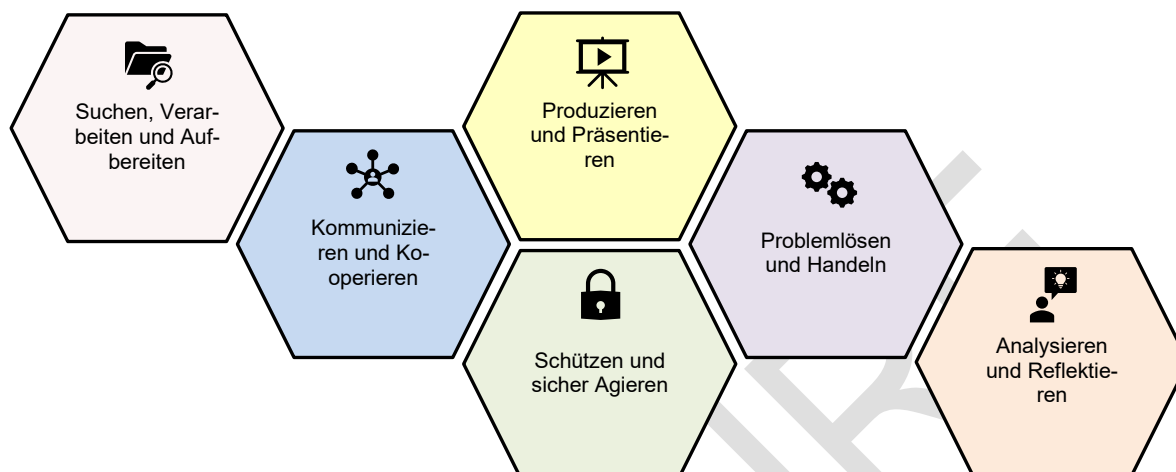 Suchen, Verar-
beiten und Auf-
bereiten
Kommunizie-
ren und Ko-
operieren
Produzieren
und Präsentie-
ren
Schützen und
sicher Agieren
Problemlösen
und Handeln
Analysieren
und Reflektie-
ren